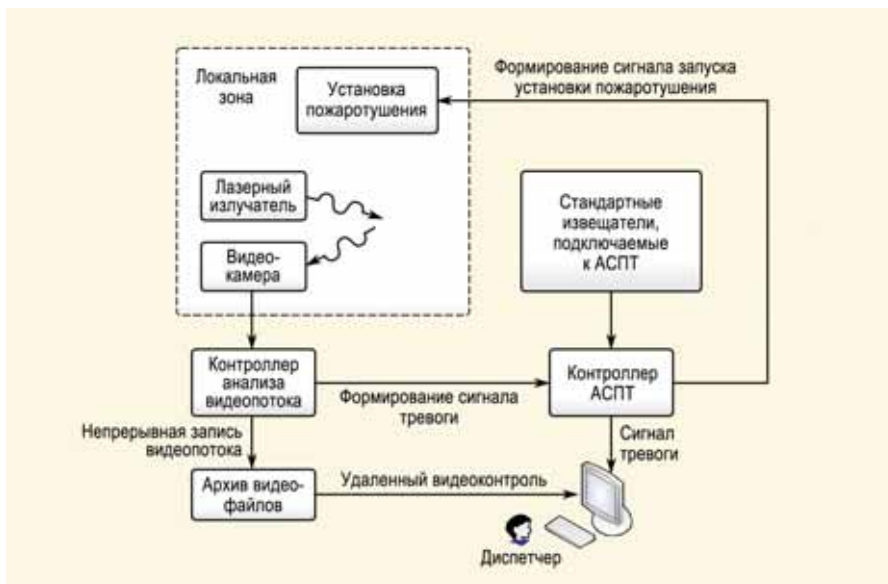 Локальная
зона
Установка
пожаротушения
Формирование сигнала запуска
установки пожаротушения
Лазерный
излучатель
Видео-
камера
Стандартные
извещатели,
подключаемые
к АСПТ
Контроллер
анализа
видеопотока
Формирование сигнала
тревоги
Контроллер
АСПТ
Непрерывная запись
видеопотока
Сигнал
тревоги
Архив видео-
файлов
Удаленный видеоконтроль
Диспетчер